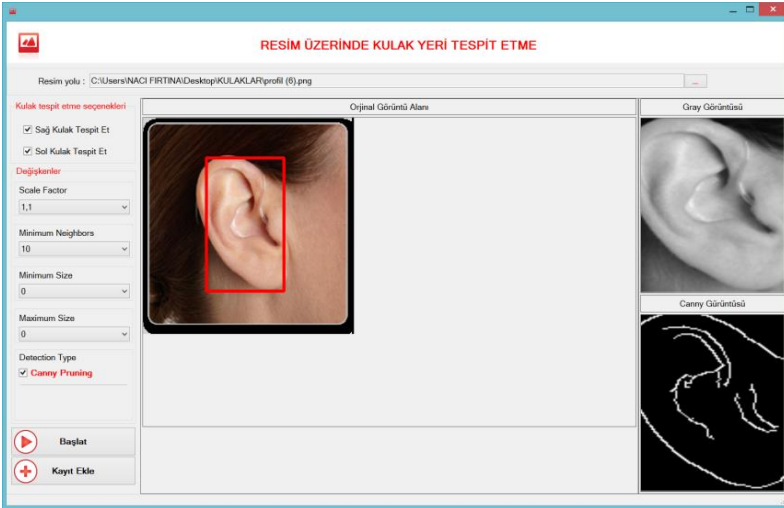 RESİM ÜZERİNDE KULAK YERİ TESPİT ETME
Resim yolu : C:\Users\NACI FIRTINA\Desktop\KULAKLAR\profil (6).png
...
Kulak tespit etme seçenekleri
Sağ Kulak Tespit Et
Sol Kulak Tespit Et
Değişkenler
Scale Factor
1,1
Minimum Neighbors
10
Minimum Size
0
Maximum Size
0
Detection Type
Canny Pruning
Başlat
Kayıt Ekle
Orjinal Görüntü Alanı
Gray Görüntüsü
Canny Gürüntüsü